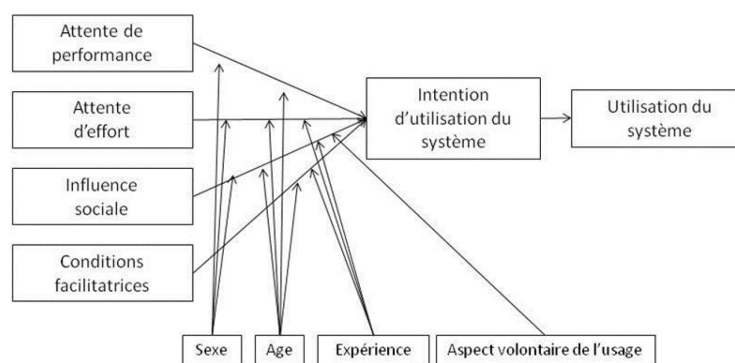 Attente de
performance
Attente
d'effort
Influence
sociale
Conditions
facilitatrices
Intention
d'utilisation du
système
Utilisation du
système
Sexe
Age
Expérience
Aspect volontaire de l'usage